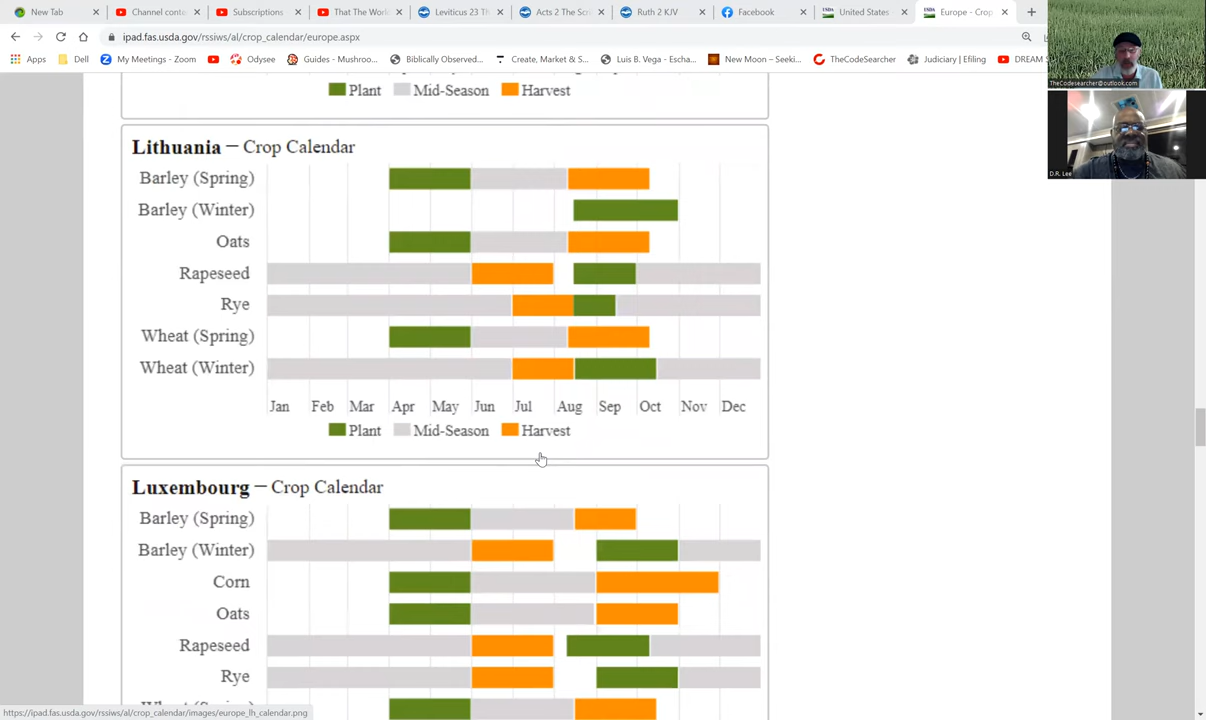 New Tab
Channel conte
Subscriptions
That The Work
Leviticus 23 Th
Acts 2 The Scri
Ruth 2 KJV
Facebook
United States
Europe - Crop
ipad.fas.usda.gov/rssiws/al/crop_calendar/europe.aspx
Apps
Dell
My Meetings - Zoom
Odysee
Guides - Mushroo...
Biblically Observed...
Create, Market & S...
Luis B. Vega - Escha...
New Moon – Seeki...
TheCodeSearcher
Judiciary | Efiling
DREAM S
TheCodesearcher@outlook.com
D.R. Lee
Plant Mid-Season Harvest
Lithuania — Crop Calendar
Barley (Spring)
Barley (Winter)
Oats
Rapeseed
Rye
Wheat (Spring)
Wheat (Winter)
Jan Feb Mar Apr May Jun Jul Aug Sep Oct Nov Dec
Plant Mid-Season Harvest
Luxembourg — Crop Calendar
Barley (Spring)
Barley (Winter)
Corn
Oats
Rapeseed
Rye
https://ipad.fas.usda.gov/rssiws/al/crop_calendar/images/europe_lh_calendar.png